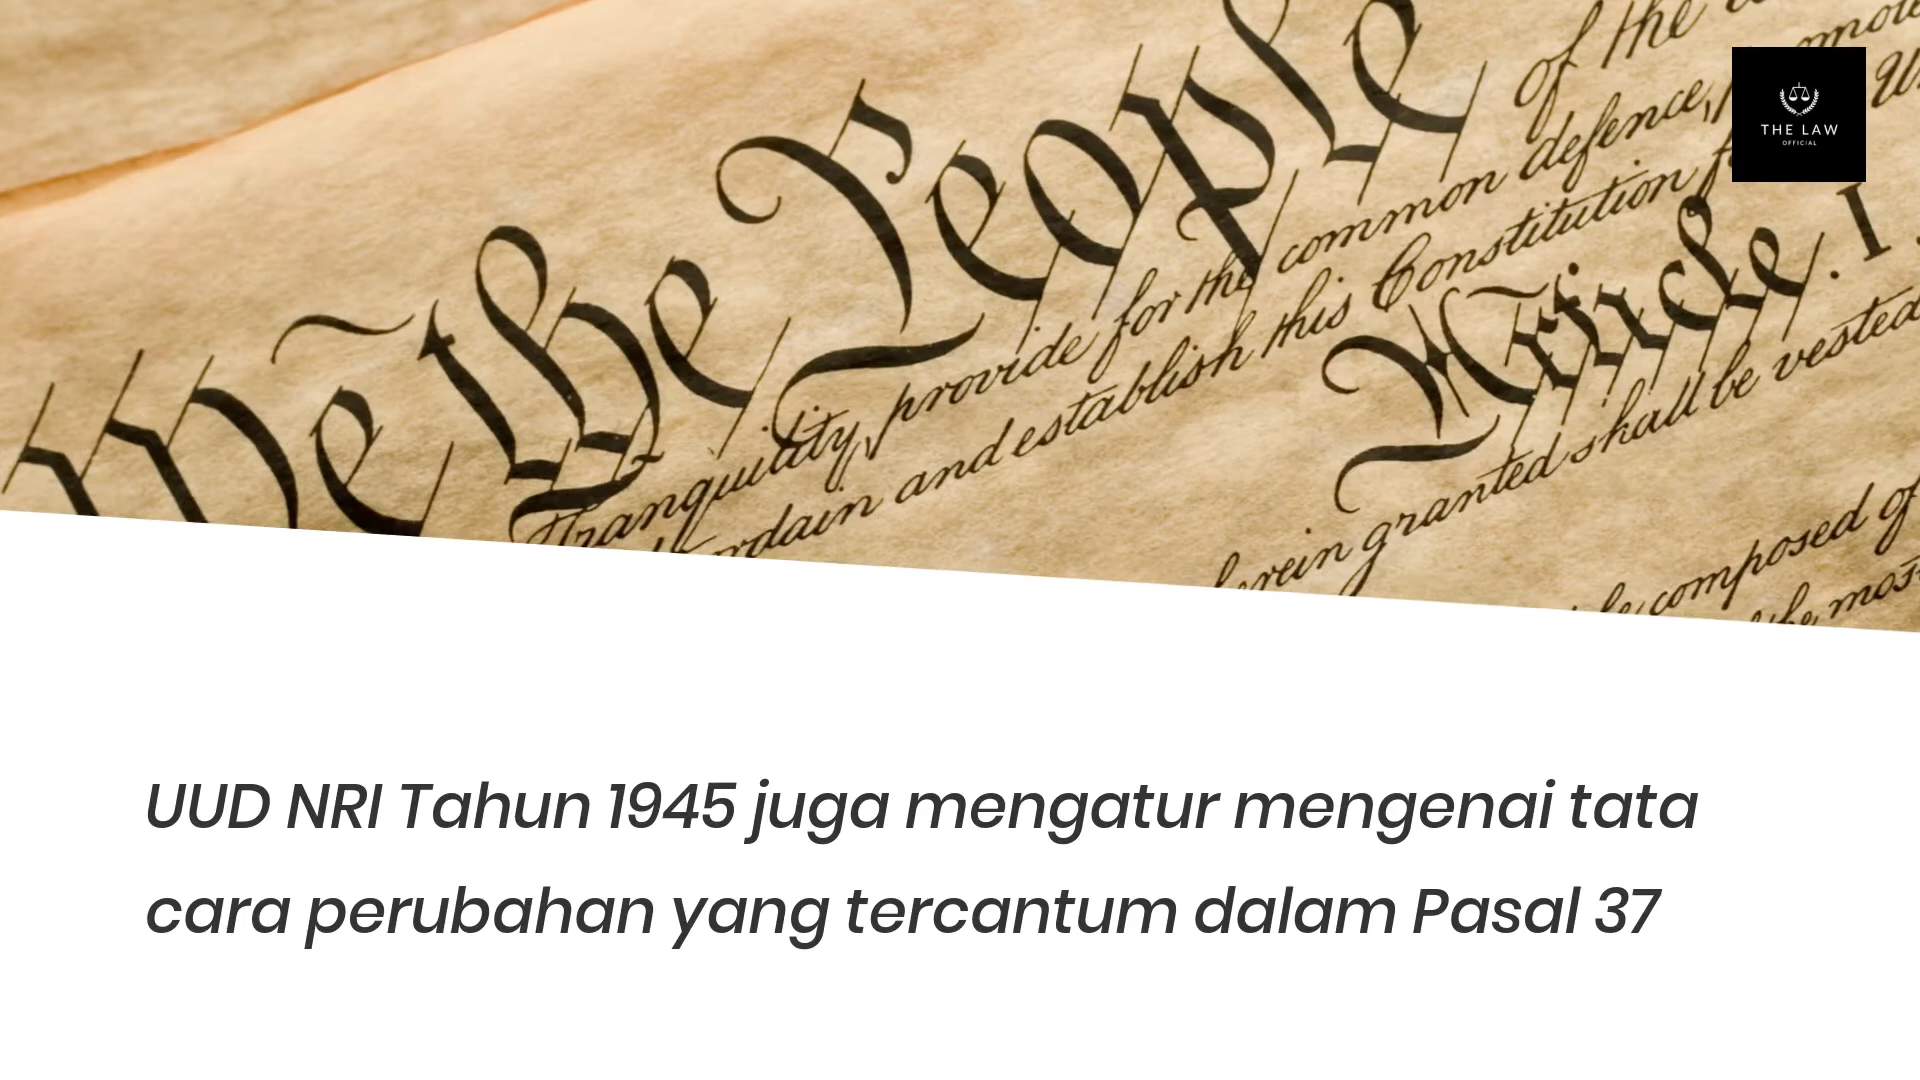 We the People
of the
promote
defence,
provide for the common
Tranquility,
ordain and establish this Constitution
THE LAW
OFFICIAL
Article. I
granted shall be vested
composed of
UUD NRI Tahun 1945 juga mengatur mengenai tata
cara perubahan yang tercantum dalam Pasal 37